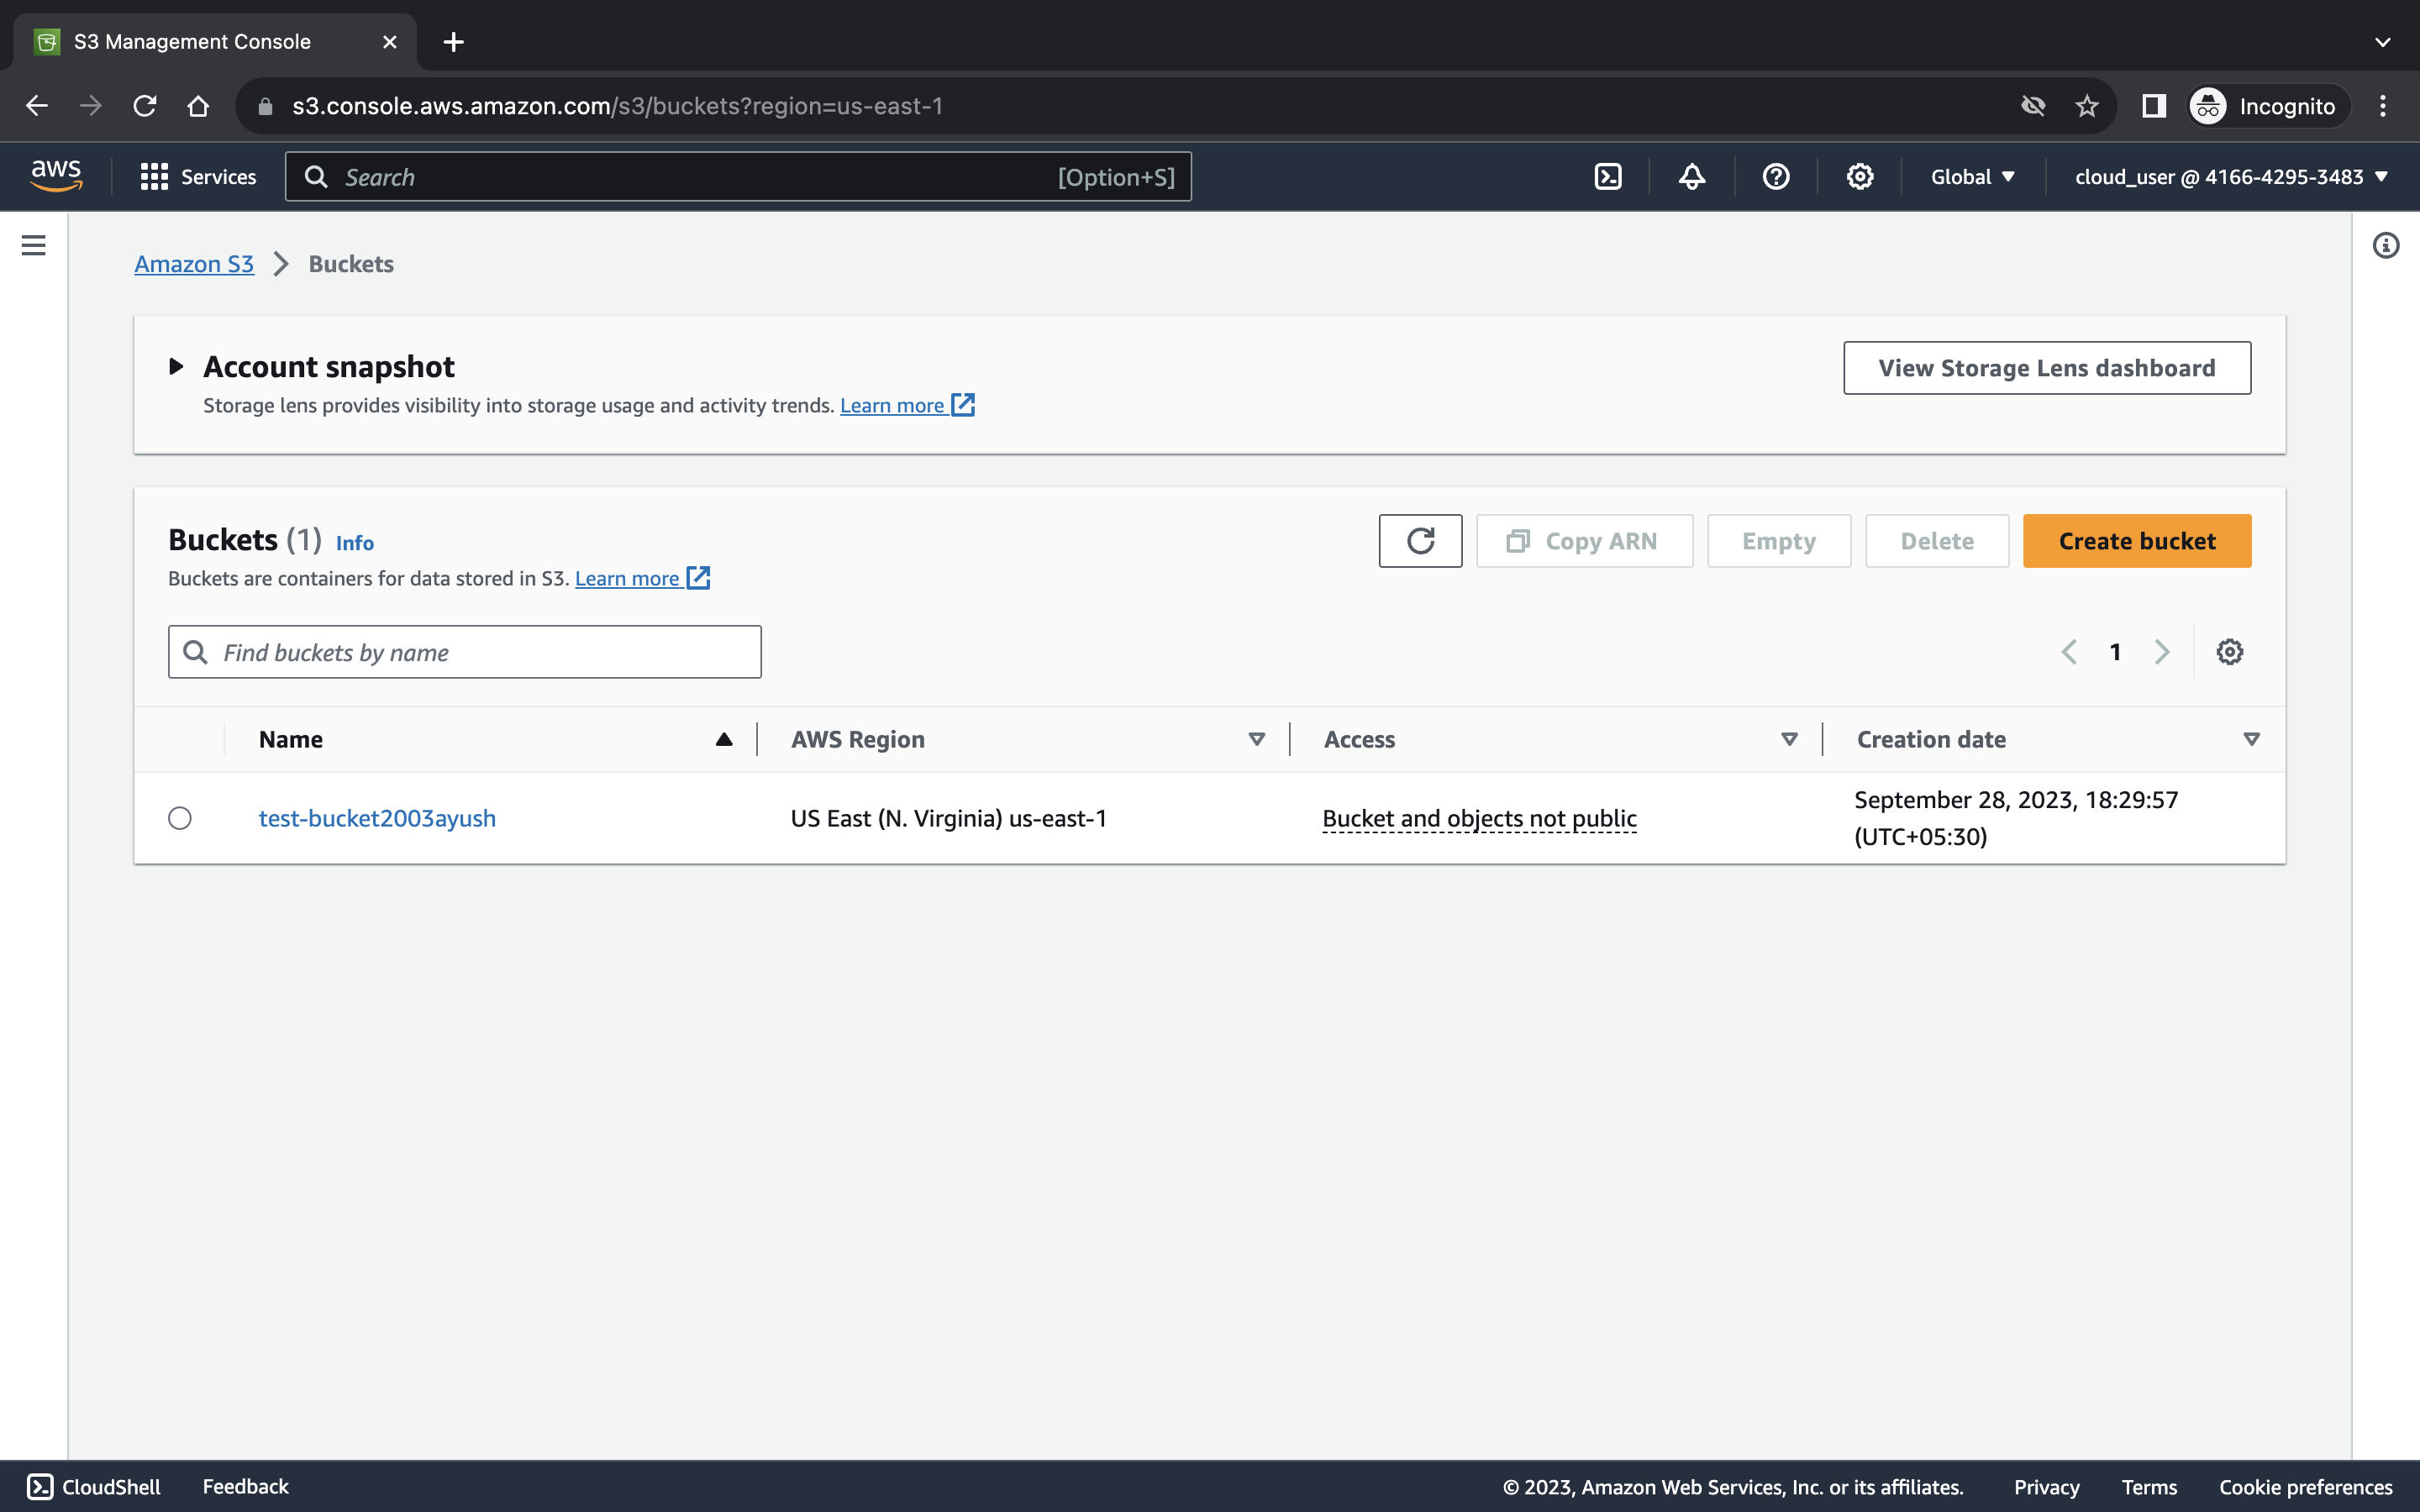 S3 Management Console
s3.console.aws.amazon.com/s3/buckets?region=us-east-1
Incognito
aws
Services
Search
[Option+S]
Global
cloud_user @ 4166-4295-3483
Amazon S3
Buckets
Account snapshot
View Storage Lens dashboard
Storage lens provides visibility into storage usage and activity trends. Learn more
Buckets (1) Info
Copy ARN
Empty
Delete
Create bucket
Buckets are containers for data stored in S3. Learn more
Find buckets by name
1
Name
AWS Region
Access
Creation date
test-bucket2003ayush
US East (N. Virginia) us-east-1
Bucket and objects not public
September 28, 2023, 18:29:57
(UTC+05:30)
CloudShell
Feedback
© 2023, Amazon Web Services, Inc. or its affiliates.
Privacy
Terms
Cookie preferences